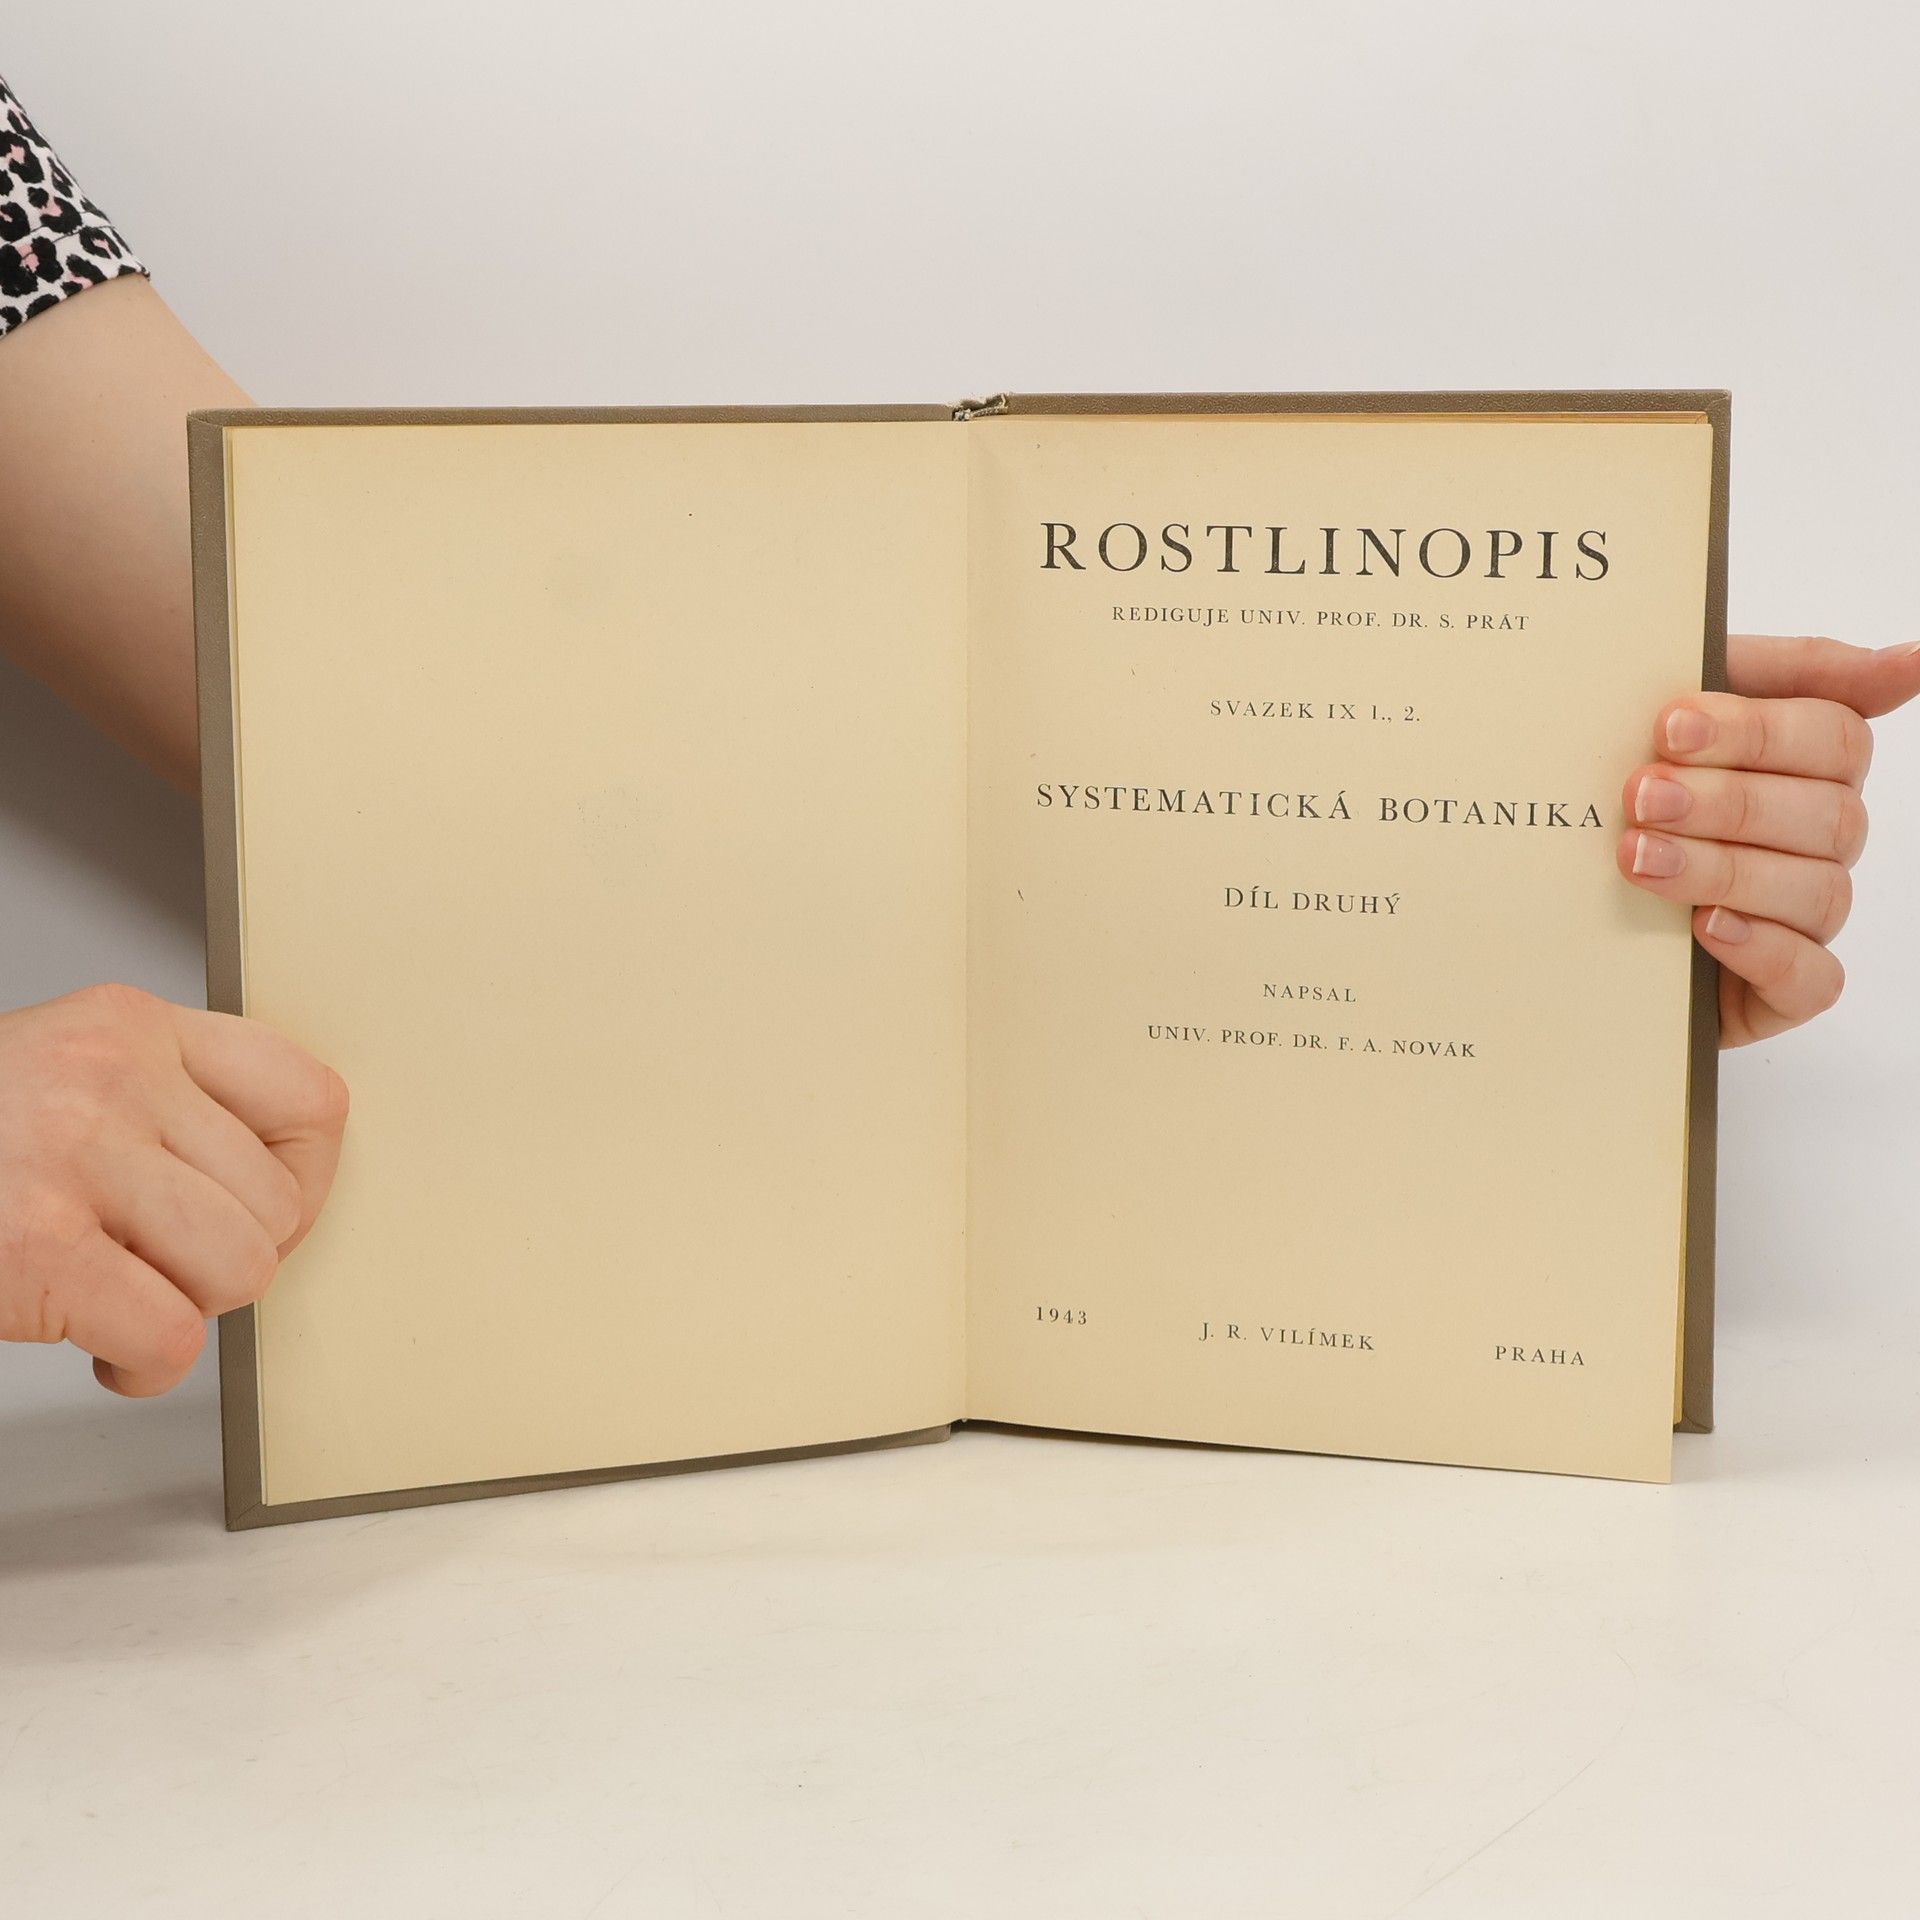 ROSTLINOPIS
REDIGUJE UNIV. PROF. DR. S. PRÁT
SVAZEK IX 1., 2.
SYSTEMATICKÁ BOTANIKA
DÍL DRUHÝ
NAPSAL
UNIV. PROF. DR. F. A. NOVÁK
1943 J. R. VILÍMEK PRAHA